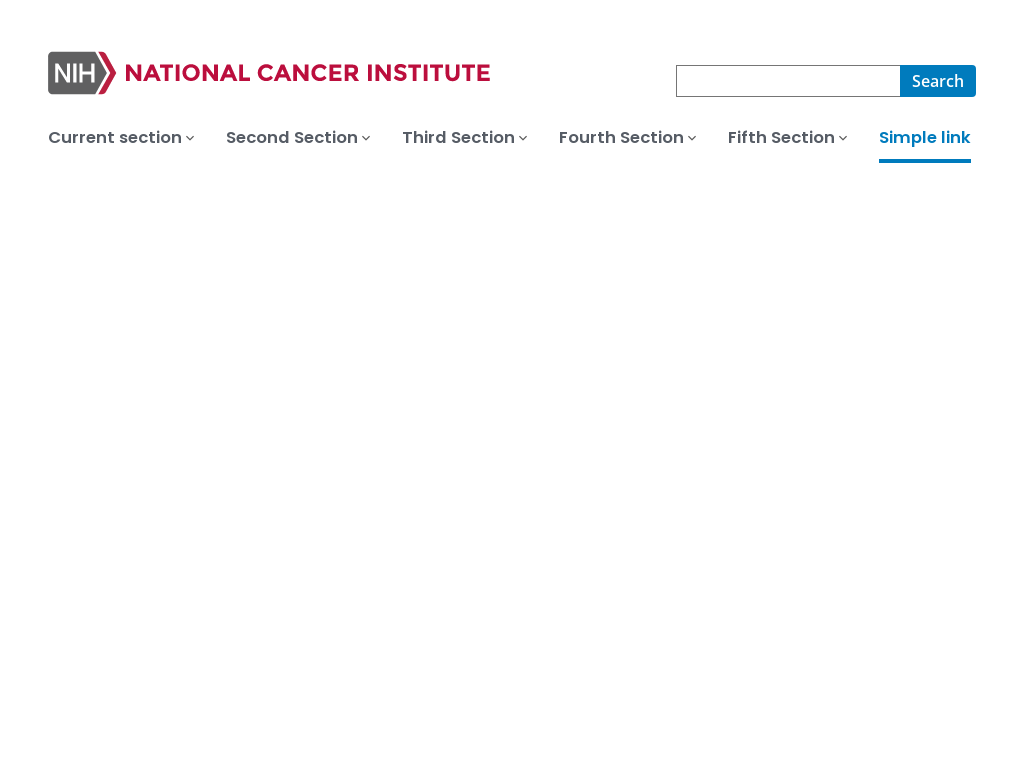 NIH NATIONAL CANCER INSTITUTE
Search
Current section Second Section Third Section Fourth Section Fifth Section Simple link